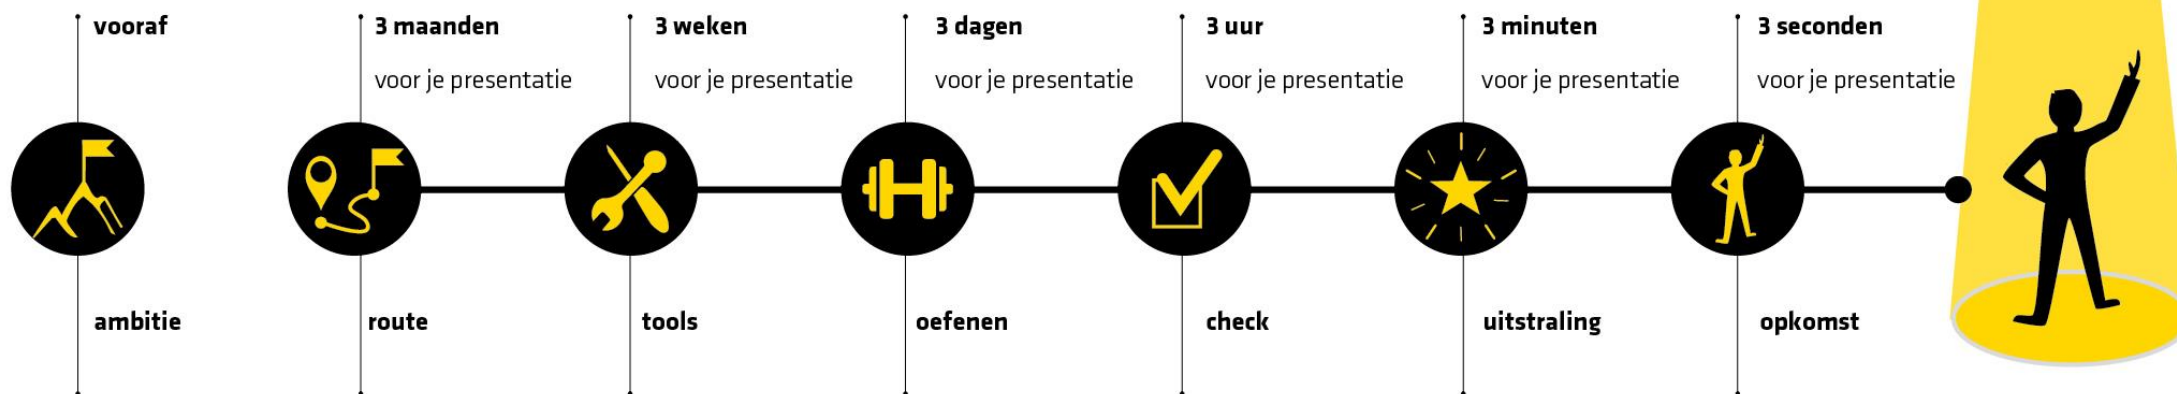 vooraf
3 maanden
voor je presentatie
3 weken
voor je presentatie
3 dagen
voor je presentatie
3 uur
voor je presentatie
3 minuten
voor je presentatie
3 seconden
voor je presentatie
ambitie
route
tools
oefenen
check
uitstraling
opkomst